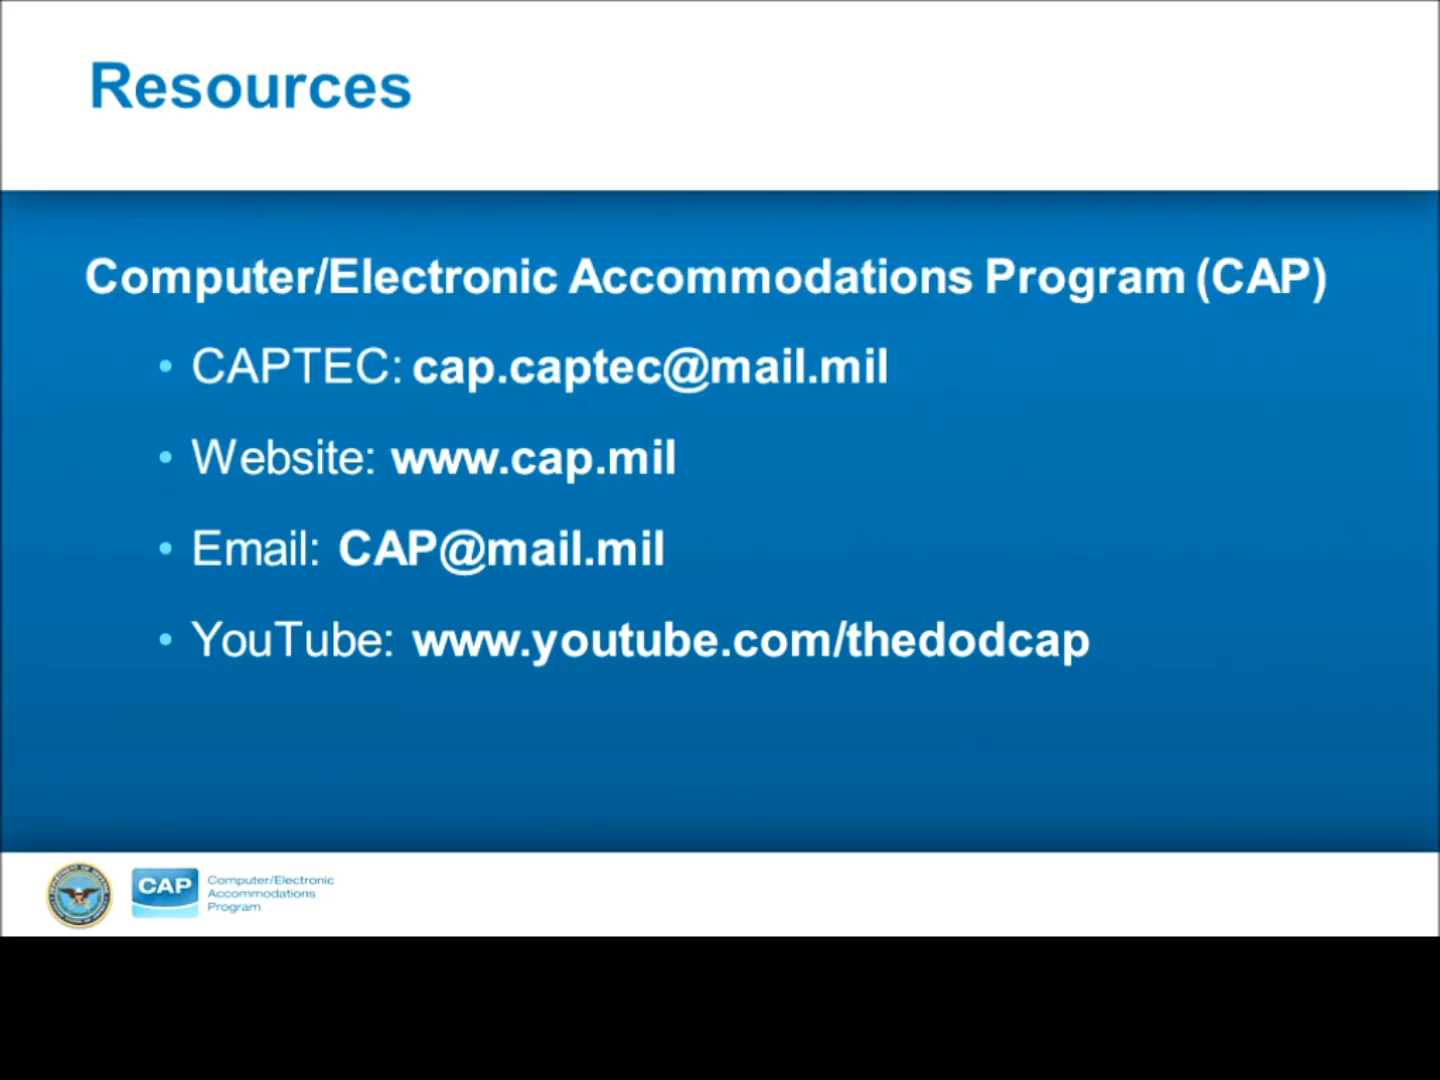 Resources
Computer/Electronic Accommodations Program (CAP)
• CAPTEC: cap.captec@mail.mil
• Website: www.cap.mil
• Email: CAP@mail.mil
• YouTube: www.youtube.com/thedodcap
CAP
Computer/Electronic
Accommodations
Program